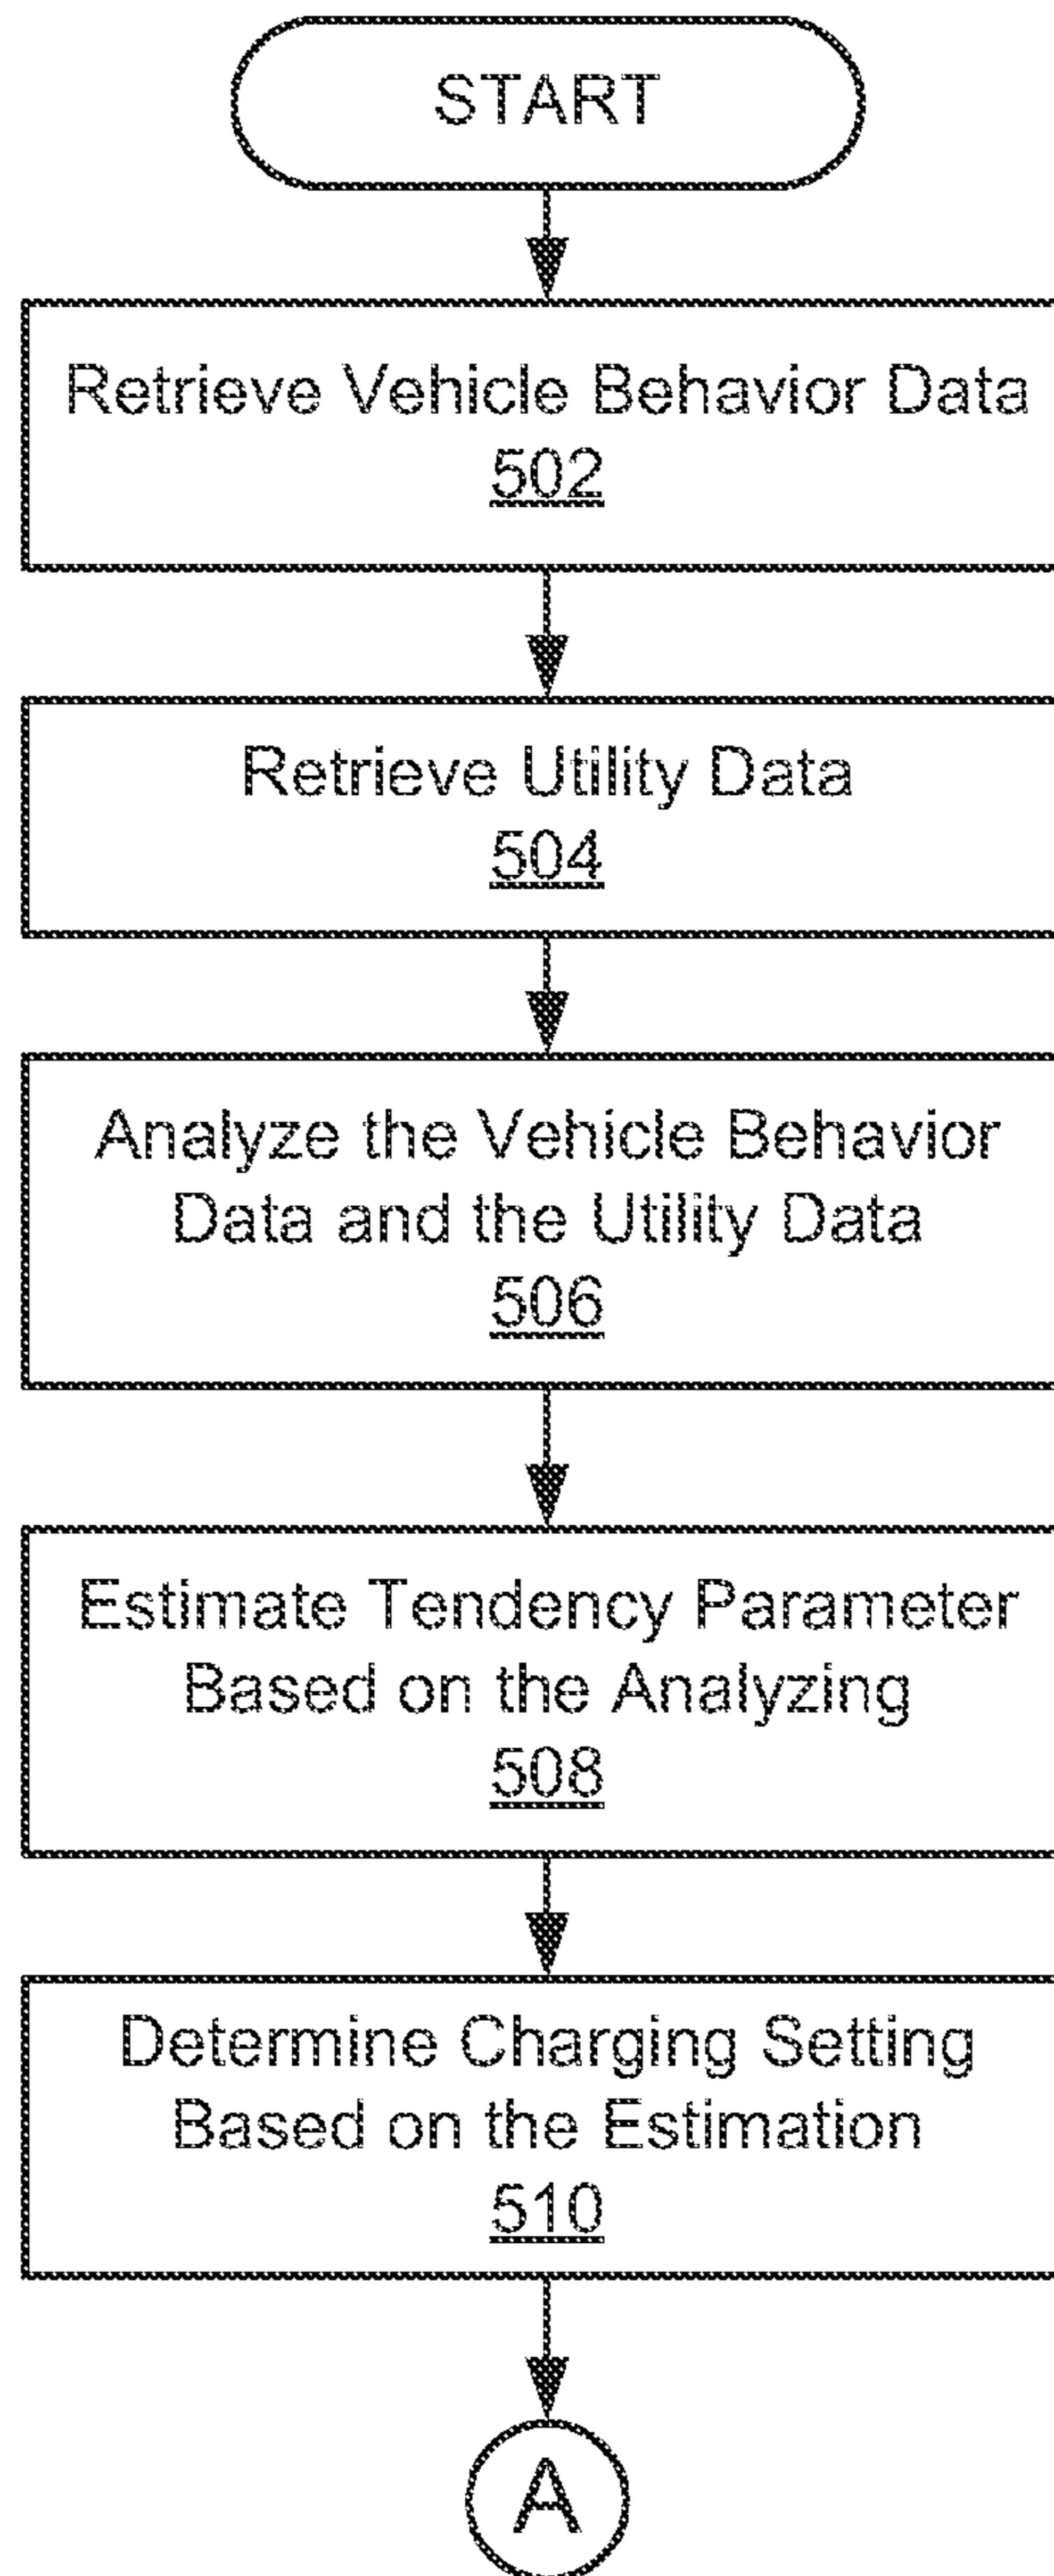 START
Retrieve Vehicle Behavior Data
502
Retrieve Utility Data
504
Analyze the Vehicle Behavior
Data and the Utility Data
506
Estimate Tendency Parameter
Based on the Analyzing
508
Determine Charging Setting
Based on the Estimation
510
A